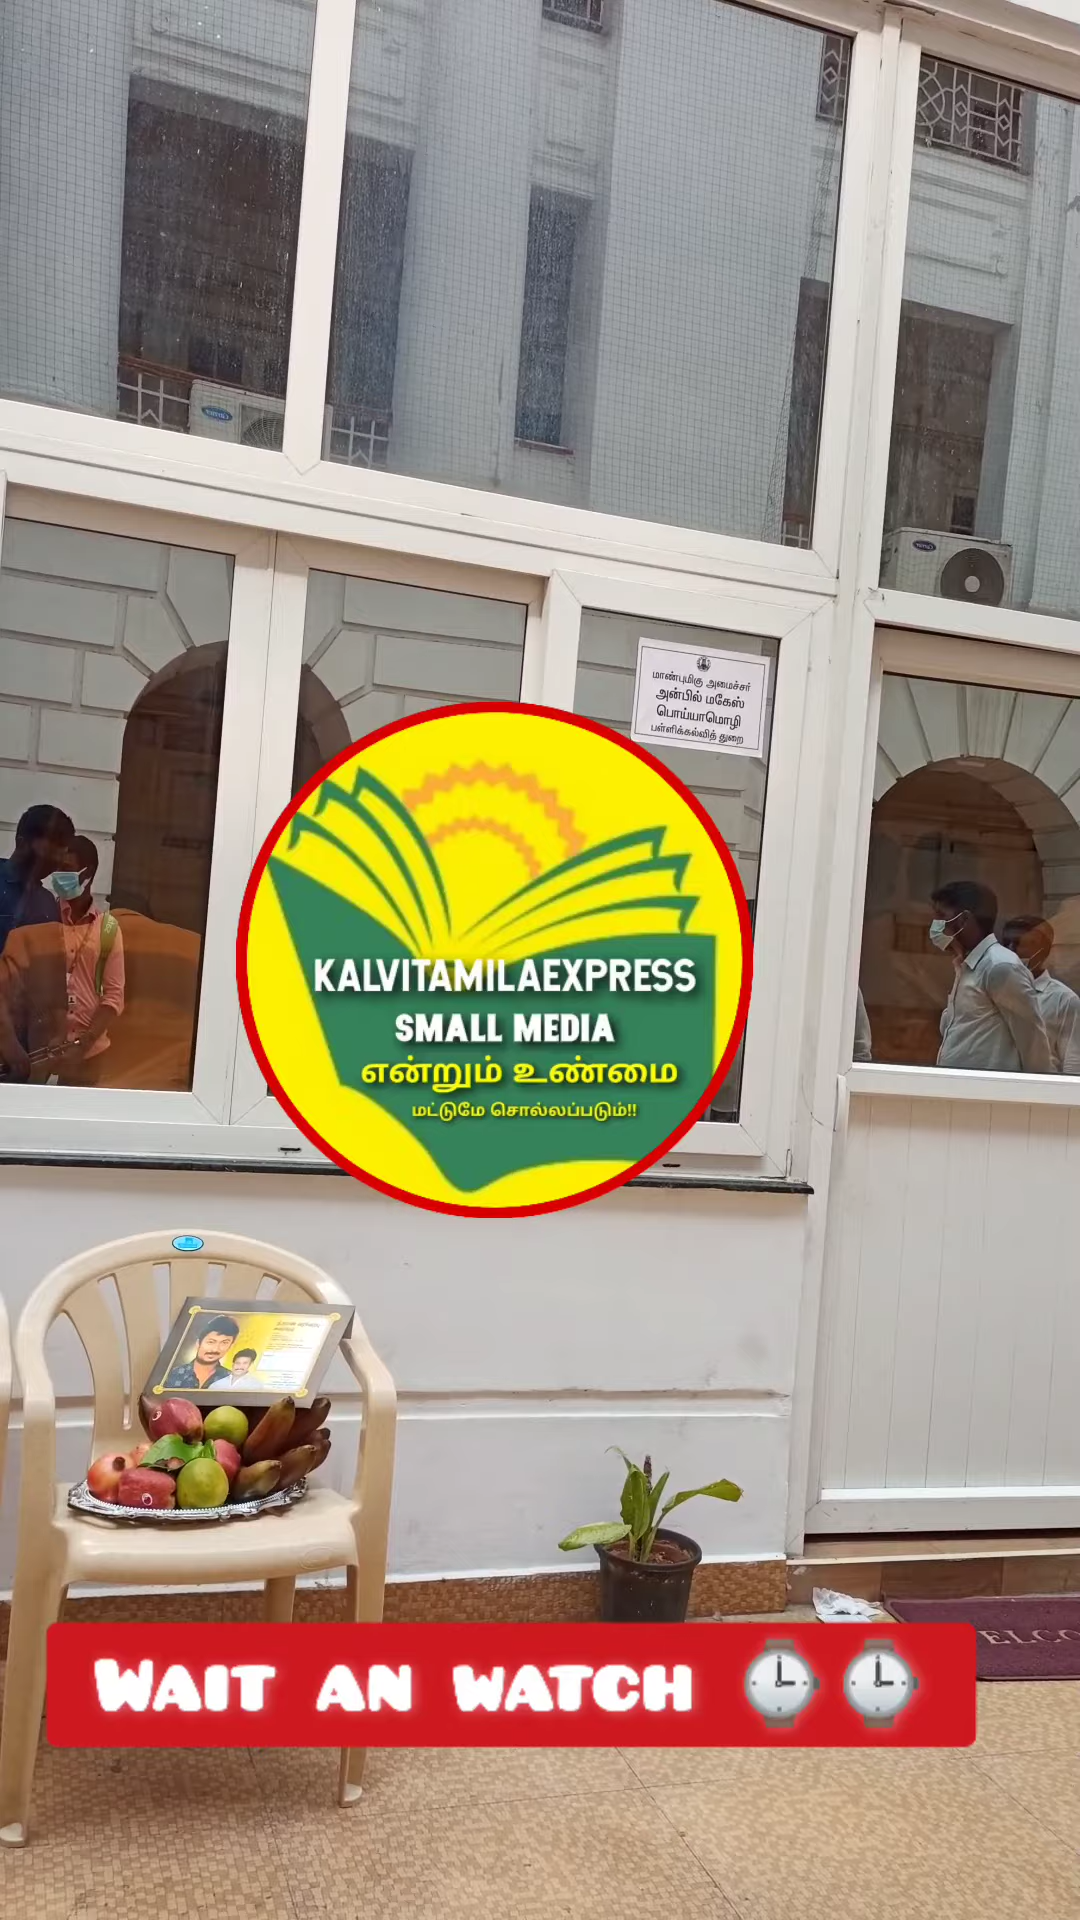 மாண்புமிகு அமைச்சர்
அன்பில் மகேஸ்
பொய்யாமொழி
பள்ளிக்கல்வித் துறை
KALVITAMILAEXPRESS
SMALL MEDIA
என்றும் உண்மை
மட்டுமே சொல்லப்படும்!!
WAIT AN WATCH